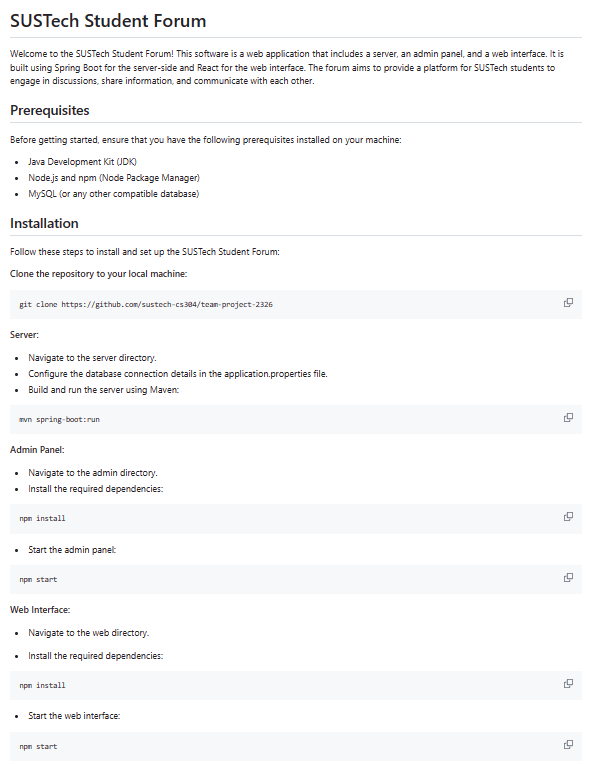 SUSTech Student Forum
Welcome to the SUSTech Student Forum! This software is a web application that includes a server, an admin panel, and a web interface. It is
built using Spring Boot for the server-side and React for the web interface. The forum aims to provide a platform for SUSTech students to
engage in discussions, share information, and communicate with each other.
Prerequisites
Before getting started, ensure that you have the following prerequisites installed on your machine:
• Java Development Kit (JDK)
• Node.js and npm (Node Package Manager)
• MySQL (or any other compatible database)
Installation
Follow these steps to install and set up the SUSTech Student Forum:
Clone the repository to your local machine:
git clone https://github.com/sustech-cs304/team-project-2326
Server:
• Navigate to the server directory.
• Configure the database connection details in the application.properties file.
• Build and run the server using Maven:
mvn spring-boot:run
Admin Panel:
• Navigate to the admin directory.
• Install the required dependencies:
npm install
• Start the admin panel:
npm start
Web Interface:
• Navigate to the web directory.
• Install the required dependencies:
npm install
• Start the web interface:
npm start